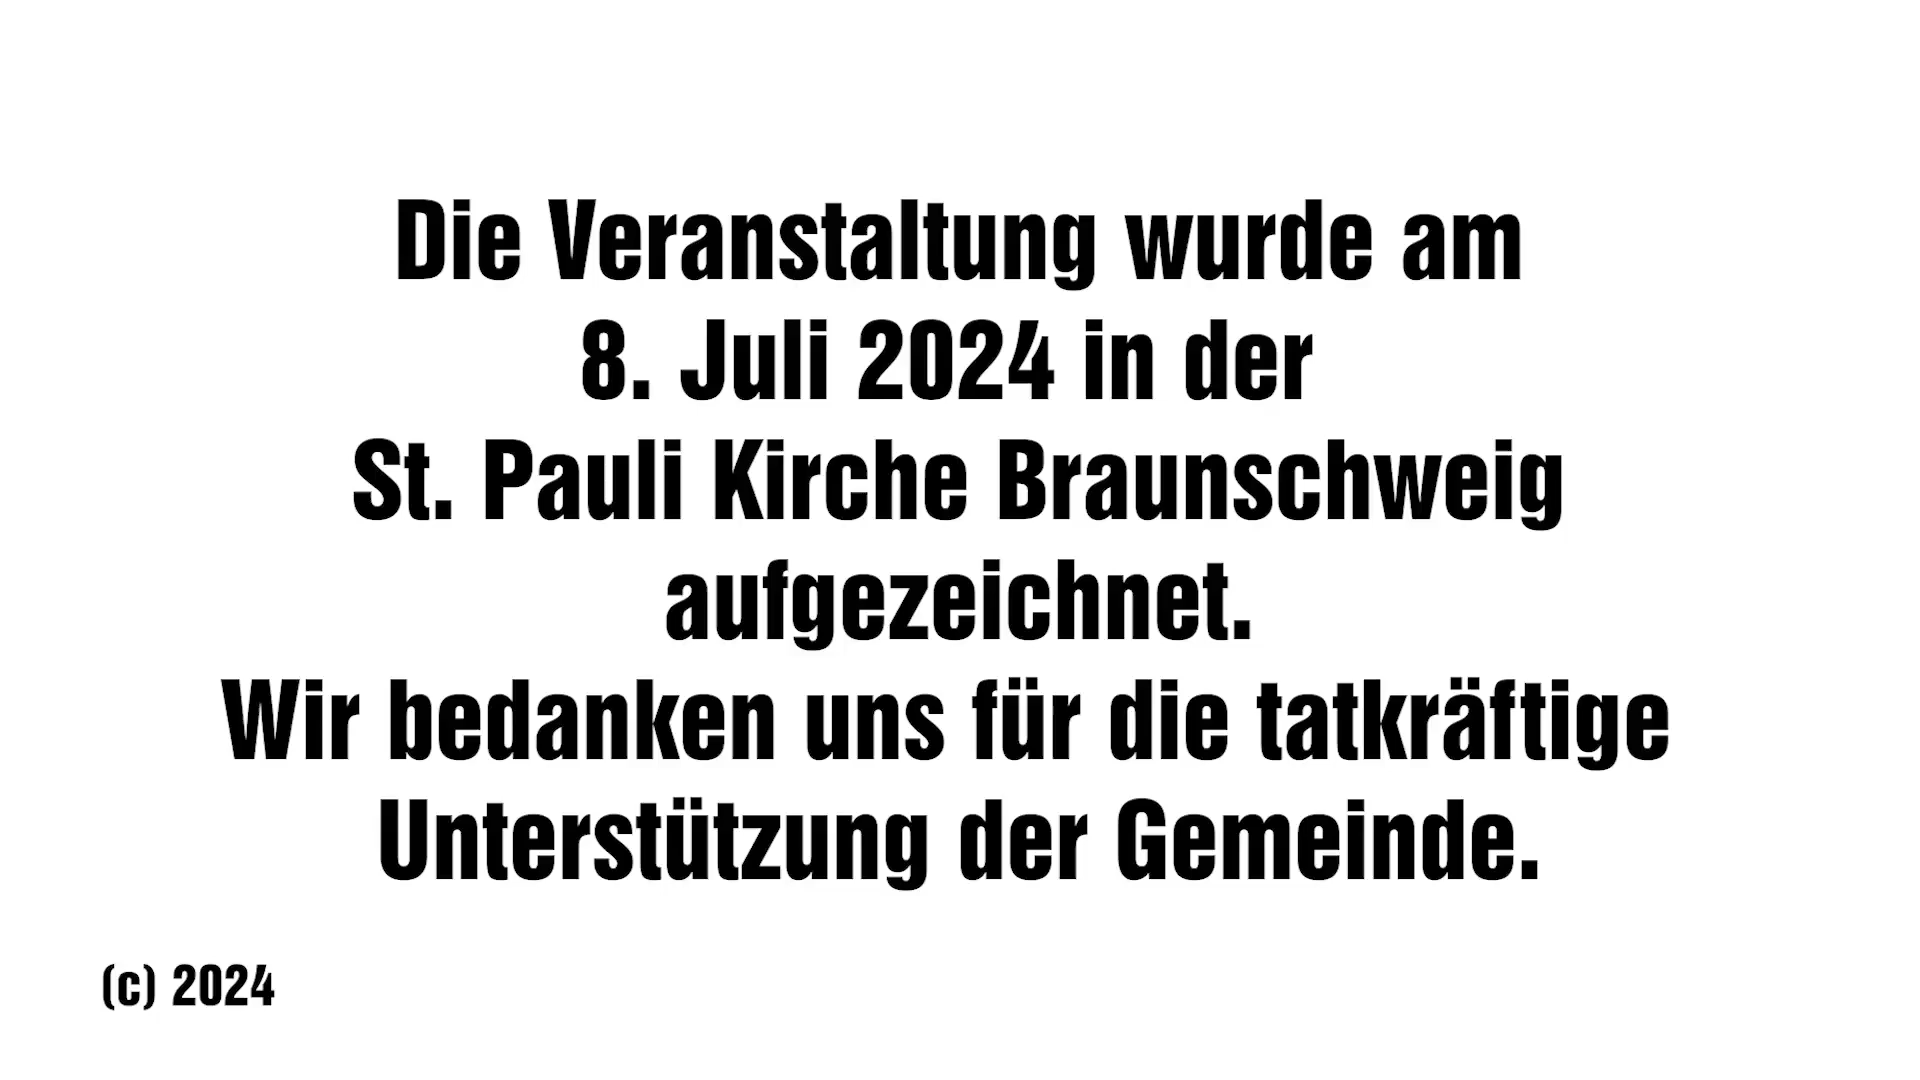 Die Veranstaltung wurde am
8. Juli 2024 in der
St. Pauli Kirche Braunschweig
aufgezeichnet.
Wir bedanken uns für die tatkräftige
Unterstützung der Gemeinde.
(c) 2024